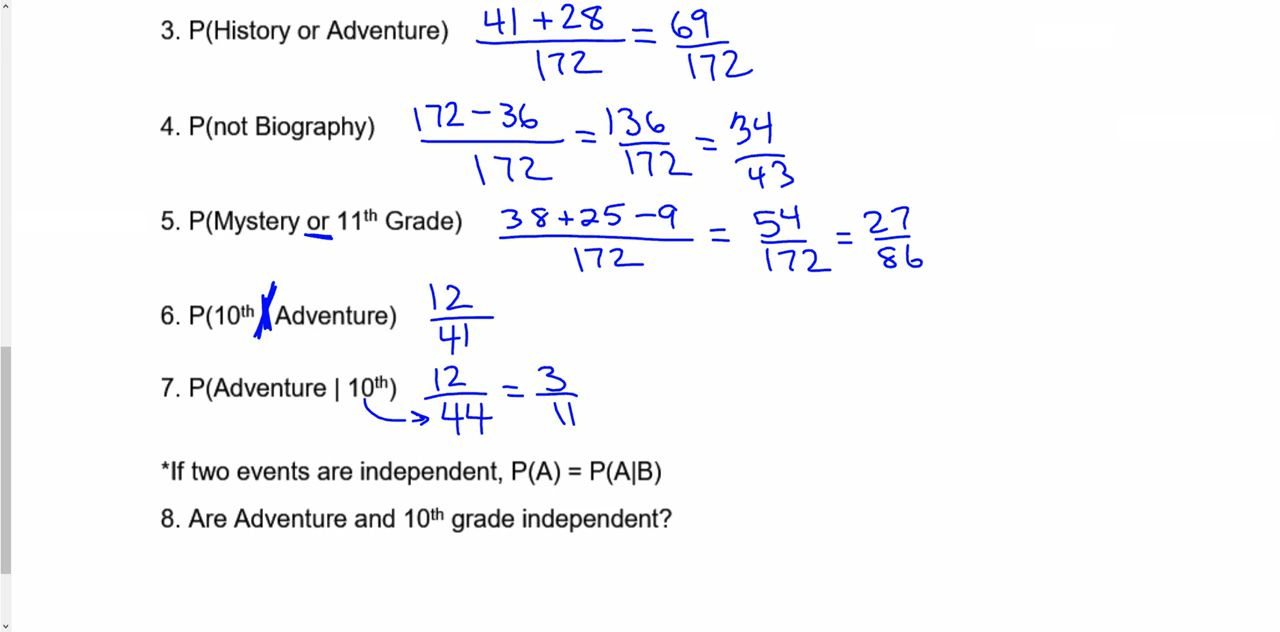 3. P(History or Adventure) (41 + 28)/172 = 69/172
4. P(not Biography) (172 - 36)/172 = 136/172 = 34/43
5. P(Mystery or 11th Grade) (38 + 25 - 9)/172 = 54/172 = 27/86
6. P(10th | Adventure) 12/41
7. P(Adventure | 10th) 12/44 = 3/11
*If two events are independent, P(A) = P(A|B)
8. Are Adventure and 10th grade independent?